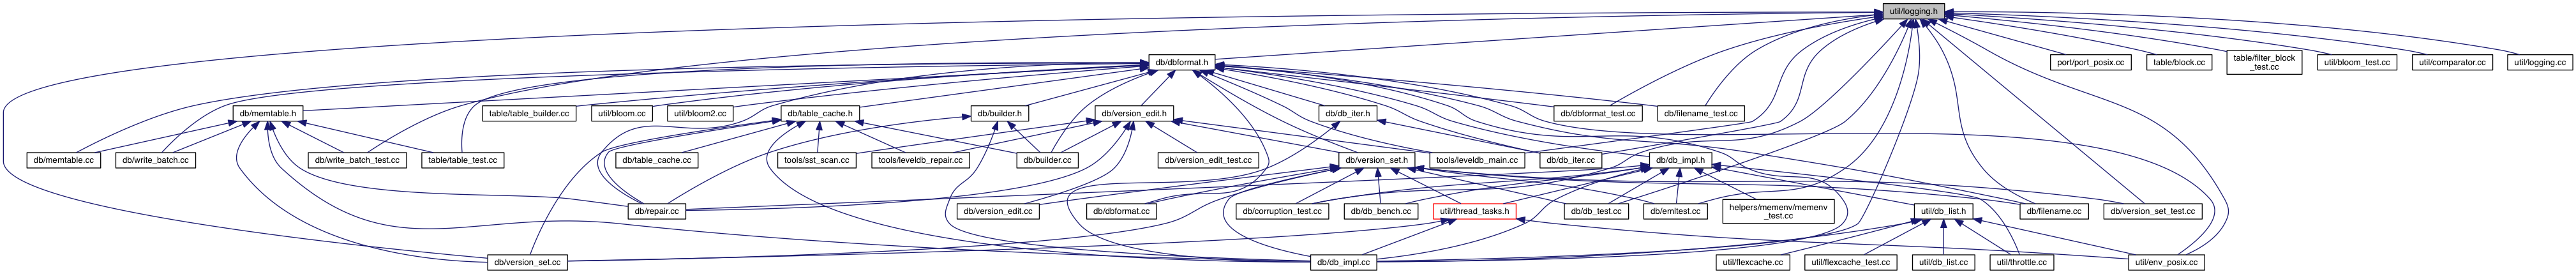 util/logging.h
db/dbformat.h
port/port_posix.cc
table/block.cc
table/filter_block
_test.cc
util/bloom_test.cc
util/comparator.cc
util/logging.cc
db/memtable.h
table/table_builder.cc
util/bloom.cc
util/bloom2.cc
db/table_cache.h
db/builder.h
db/version_edit.h
db/db_iter.h
db/dbformat_test.cc
db/filename_test.cc
db/memtable.cc
db/write_batch.cc
db/write_batch_test.cc
table/table_test.cc
db/table_cache.cc
tools/sst_scan.cc
tools/leveldb_repair.cc
db/builder.cc
db/version_edit_test.cc
db/version_set.h
tools/leveldb_main.cc
db/db_iter.cc
db/db_impl.h
db/repair.cc
db/version_edit.cc
db/dbformat.cc
db/corruption_test.cc
db/db_bench.cc
util/thread_tasks.h
db/db_test.cc
db/emltest.cc
helpers/memenv/memenv
_test.cc
util/db_list.h
db/filename.cc
db/version_set_test.cc
db/version_set.cc
db/db_impl.cc
util/flexcache.cc
util/flexcache_test.cc
util/db_list.cc
util/throttle.cc
util/env_posix.cc